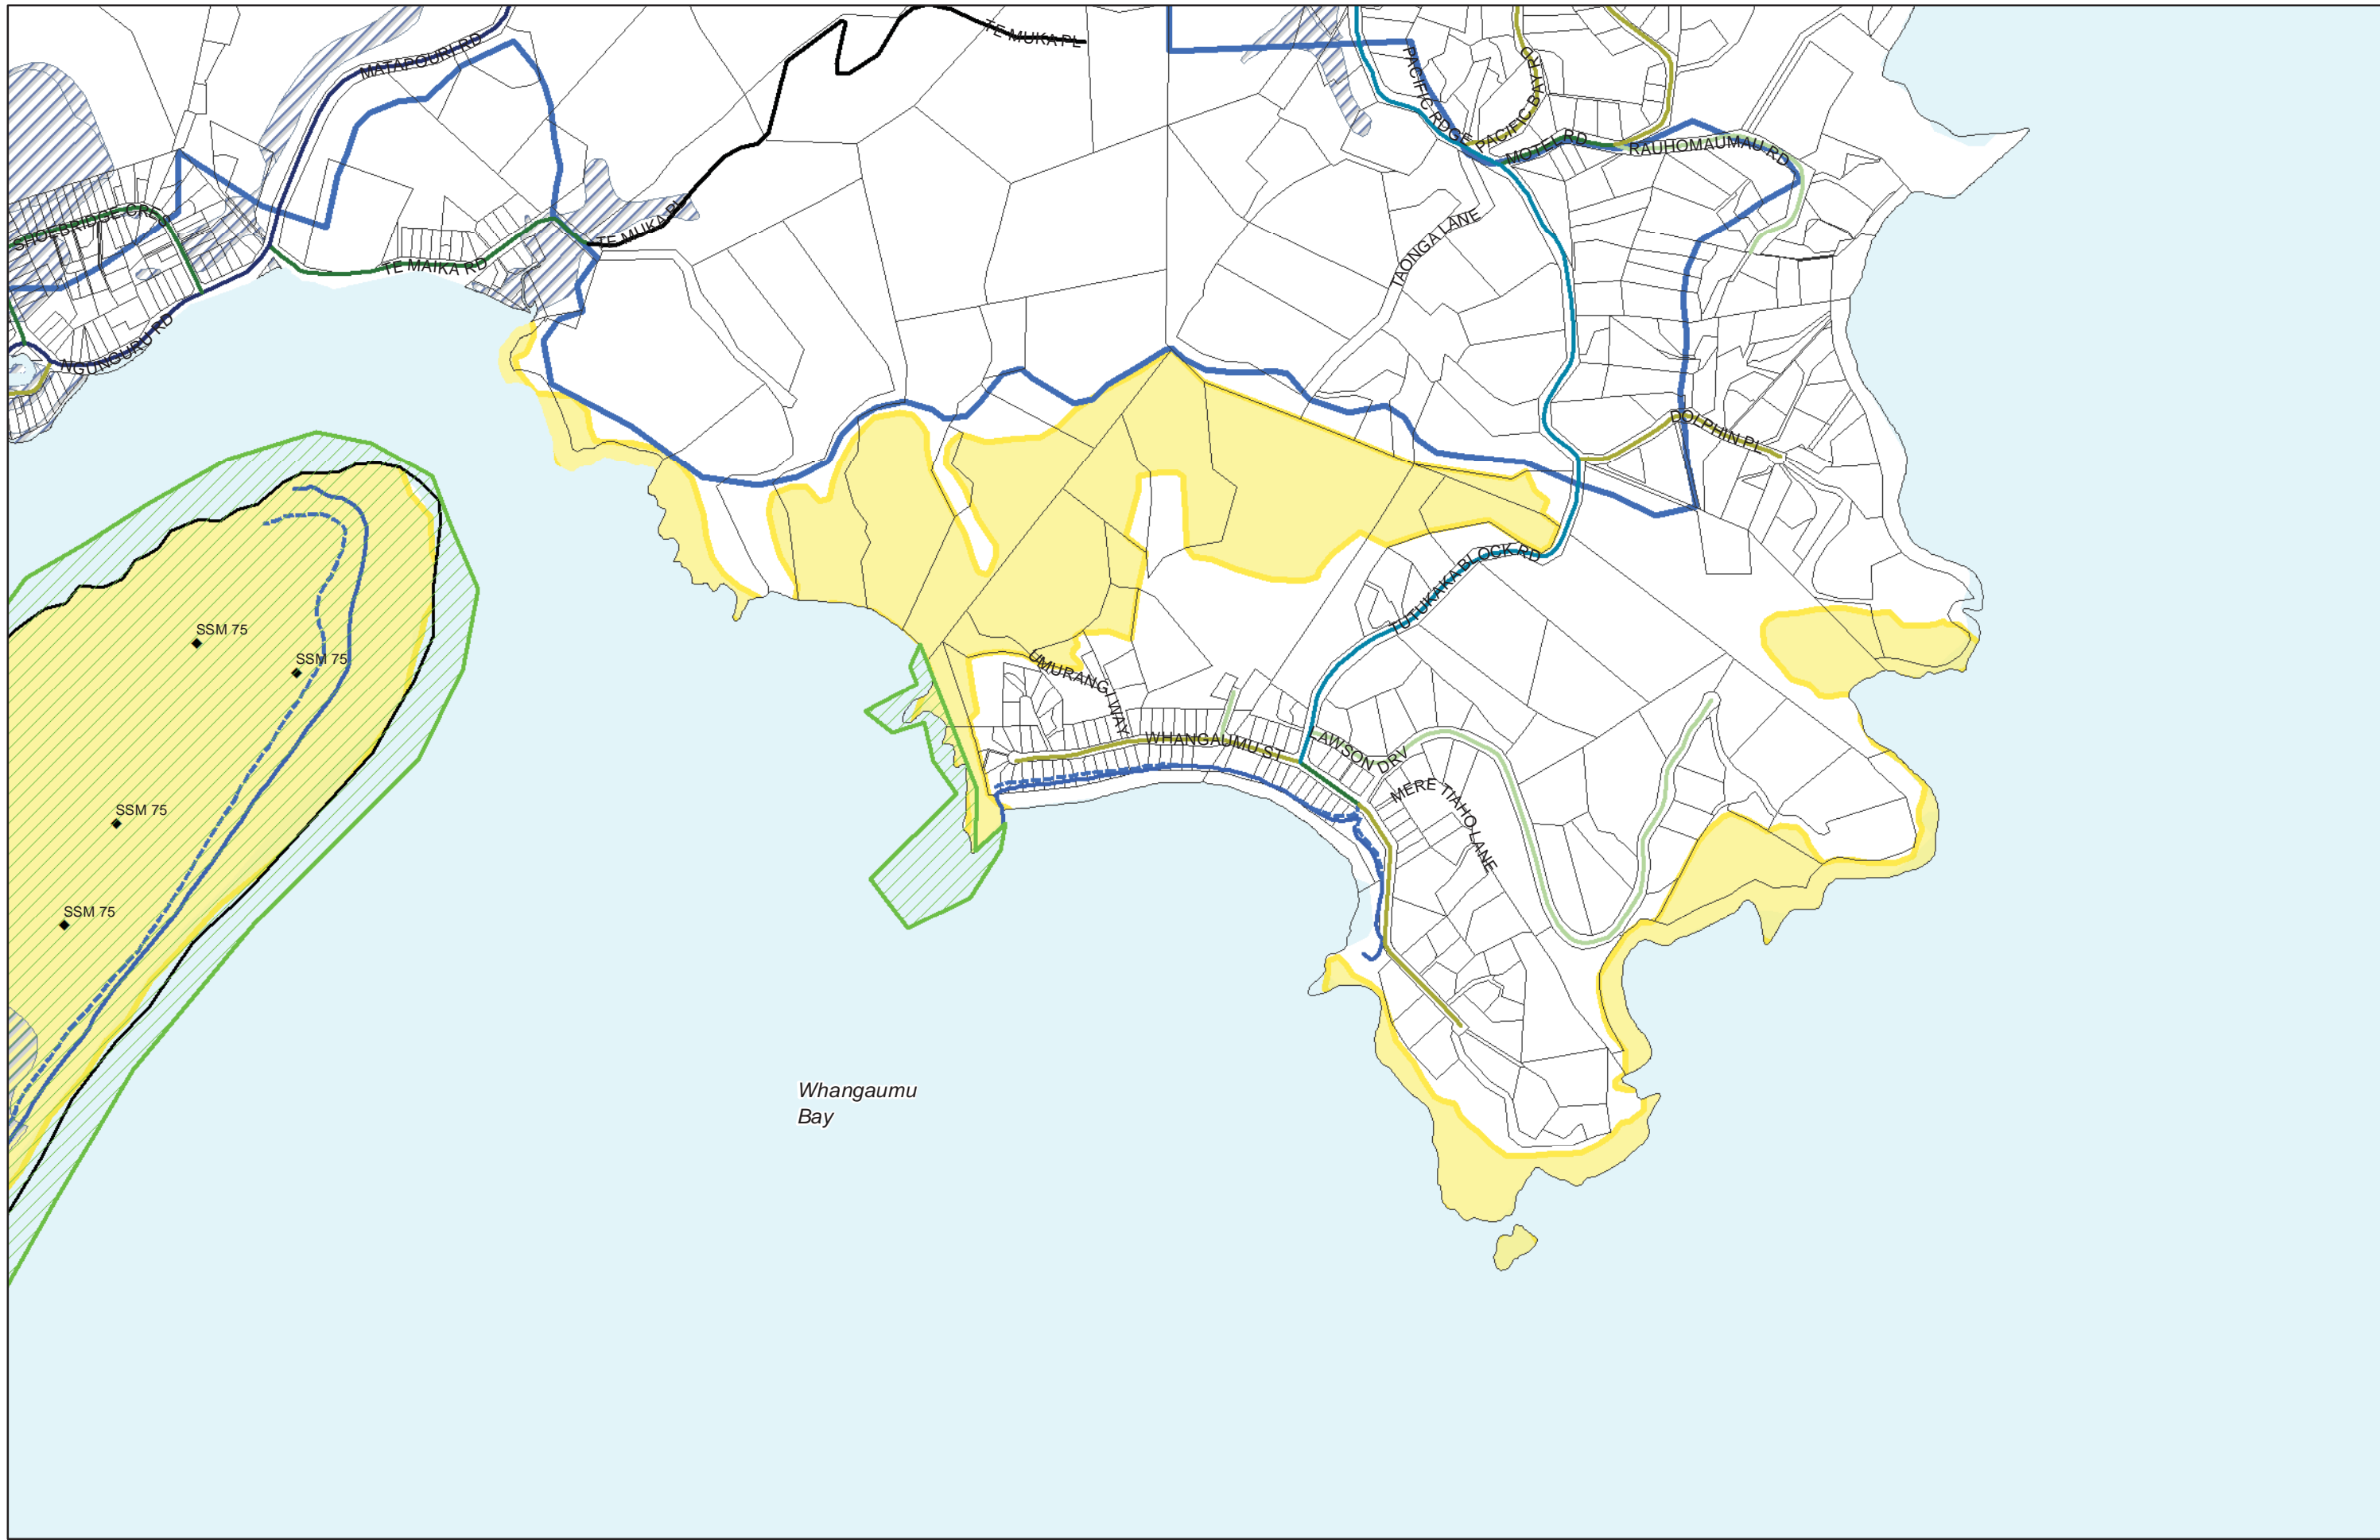 TE MUKA PL
MATAPOURI RD
PACIFIC RDGE
PACIFIC BAY RD
MOTEL RD
RAUHOMAUMAU RD
SHOEBRIDGE CRES
TE MUKA PL
TE MAIKA RD
TAONGA LANE
NGUNGURU RD
DOLPHIN PL
TUTUKAKA BLOCK RD
SSM 75
SSM 75
UMURANGI WAY
WHANGAUMU ST
LAWSON DRV
MERE TIAHO LANE
SSM 75
SSM 75
Whangaumu
Bay